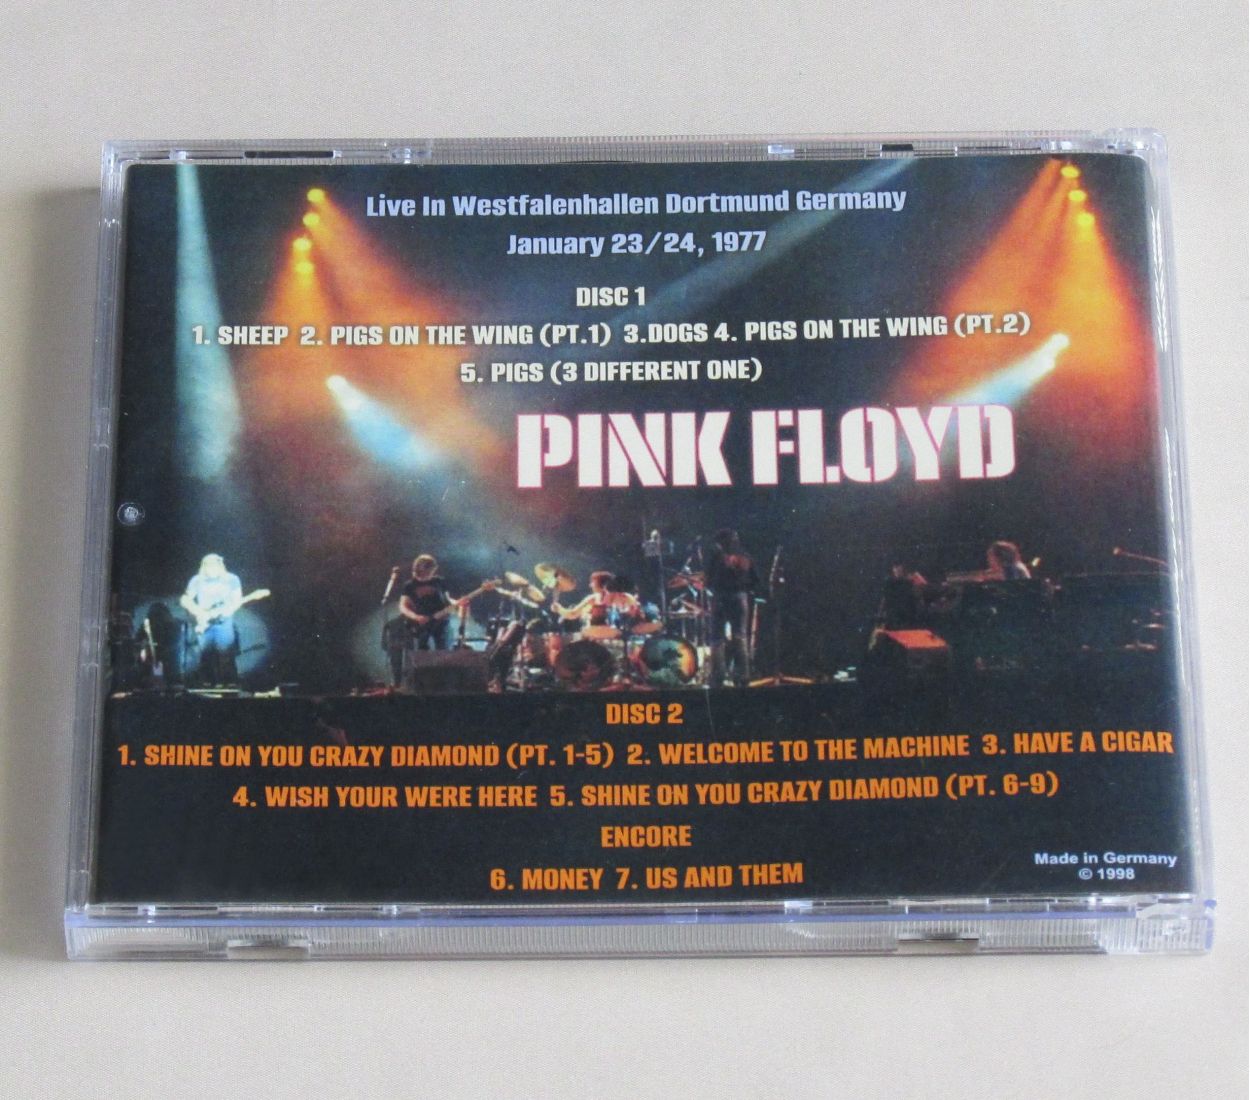 Live In Westfalenhallen Dortmund Germany
January 23/24, 1977
DISC 1
1. SHEEP 2. PIGS ON THE WING (PT.1) 3.DOGS 4. PIGS ON THE WING (PT.2)
5. PIGS (3 DIFFERENT ONE)
PINK FLOYD
DISC 2
1. SHINE ON YOU CRAZY DIAMOND (PT. 1-5) 2. WELCOME TO THE MACHINE 3. HAVE A CIGAR
4. WISH YOUR WERE HERE 5. SHINE ON YOU CRAZY DIAMOND (PT. 6-9)
ENCORE
6. MONEY 7. US AND THEM
Made in Germany
© 1998